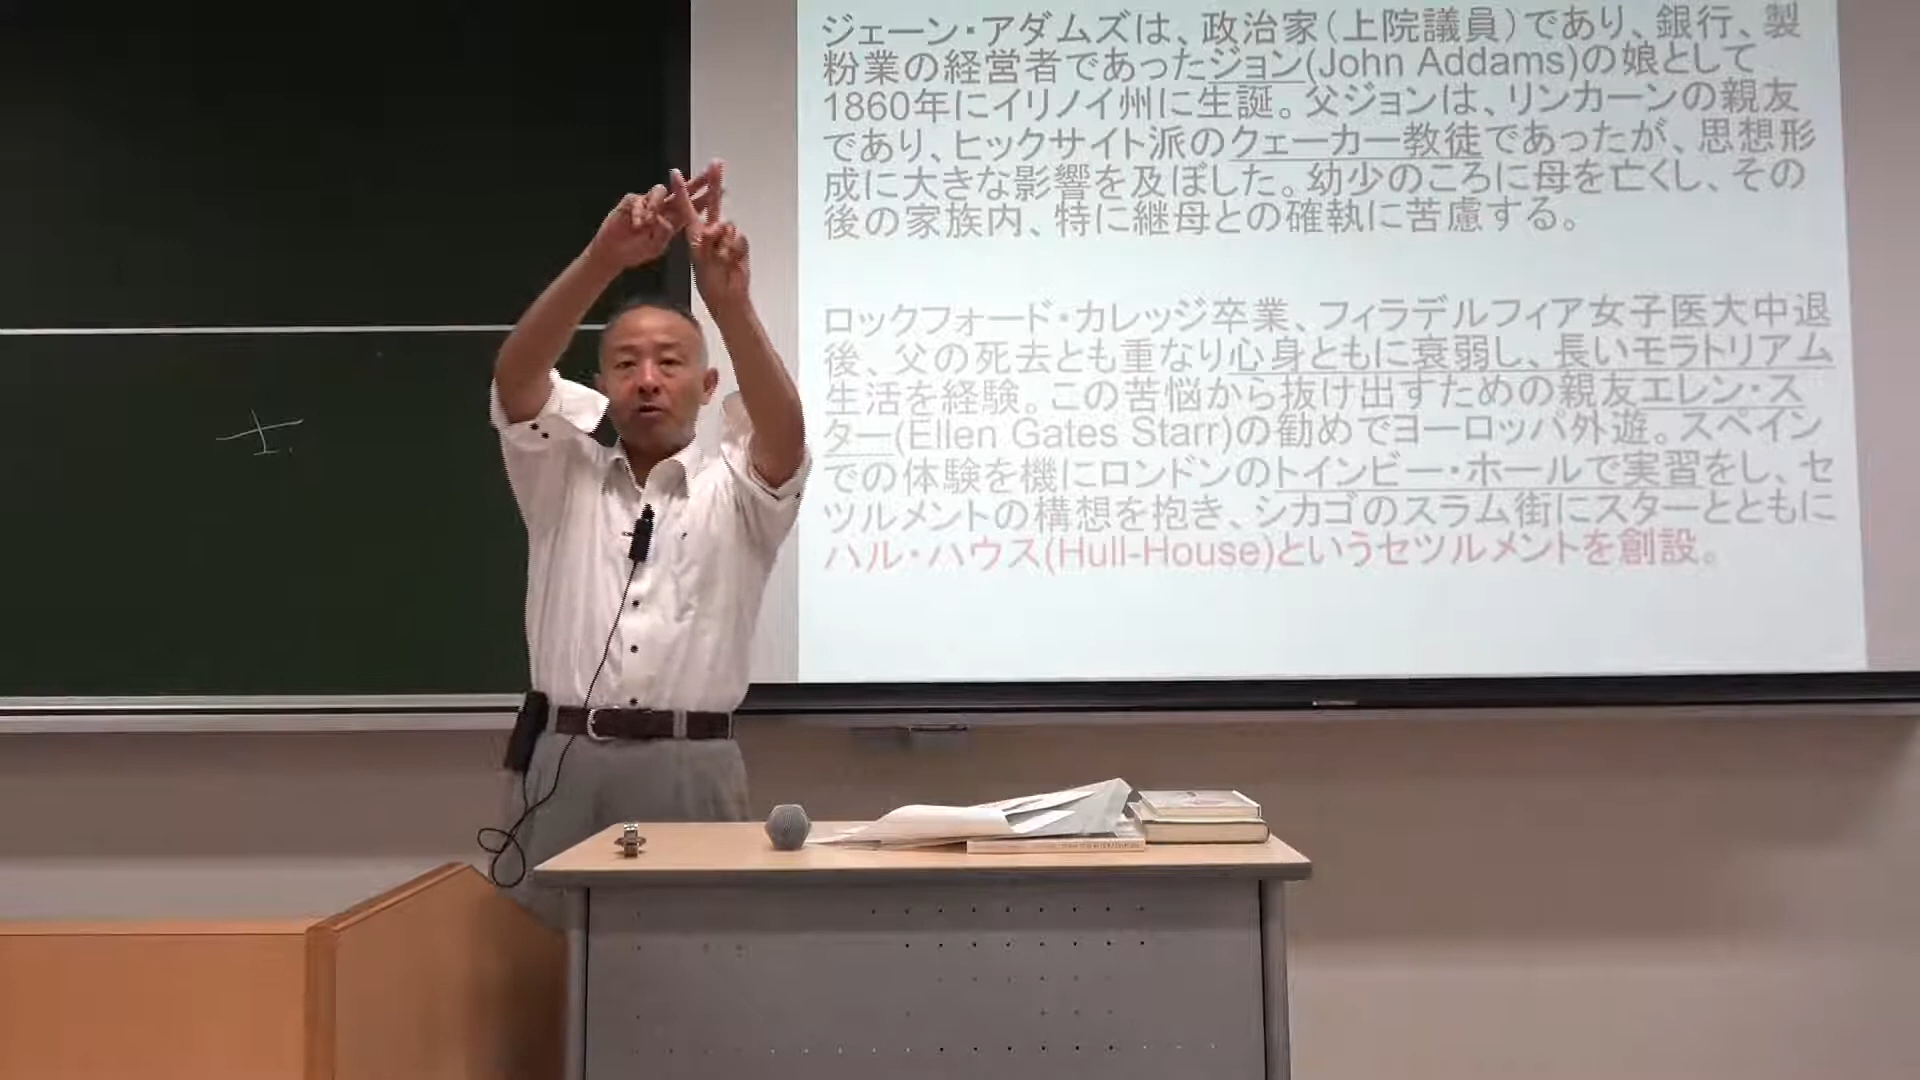 士.
ジェーン・アダムズは、政治家（上院議員）であり、銀行、製
粉業の経営者であったジョン(John Addams)の娘として
1860年にイリノイ州に生誕。父ジョンは、リンカーンの親友
であり、ヒックサイト派のクェーカー教徒であったが、思想形
成に大きな影響を及ぼした。幼少のころに母を亡くし、その
後の家族内、特に継母との確執に苦慮する。
ロックフォード・カレッジ卒業、フィラデルフィア女子医大中退
後、父の死去とも重なり心身ともに衰弱し、長いモラトリアム
生活を経験。この苦悩から抜け出すための親友エレン・ス
ター(Ellen Gates Starr)の勧めでヨーロッパ外遊。スペイン
での体験を機にロンドンのトインビー・ホールで実習をし、セ
ツルメントの構想を抱き、シカゴのスラム街にスターとともに
ハル・ハウス(Hull-House)というセツルメントを創設。